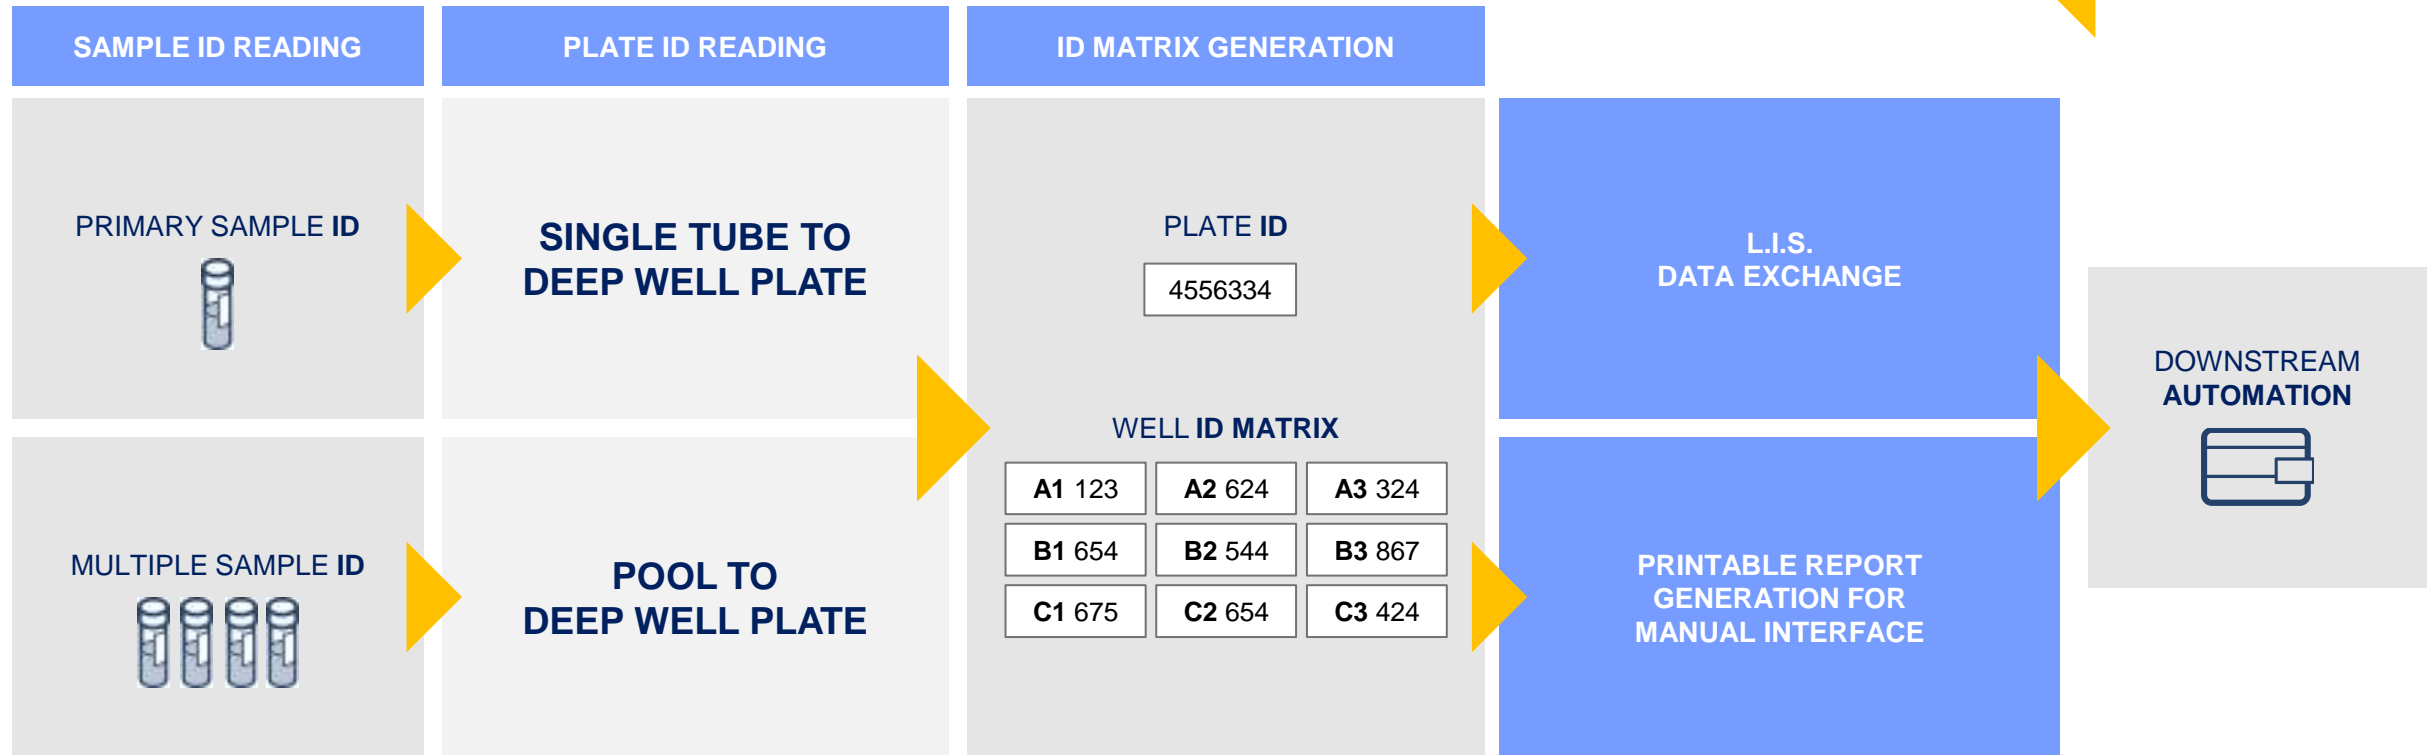 SAMPLE ID READING
PLATE ID READING
ID MATRIX GENERATION
PRIMARY SAMPLE ID
SINGLE TUBE TO
DEEP WELL PLATE
MULTIPLE SAMPLE ID
POOL TO
DEEP WELL PLATE
PLATE ID
4556334
WELL ID MATRIX
A1 123
A2 624
A3 324
B1 654
B2 544
B3 867
C1 675
C2 654
C3 424
L.I.S.
DATA EXCHANGE
PRINTABLE REPORT
GENERATION FOR
MANUAL INTERFACE
DOWNSTREAM
AUTOMATION